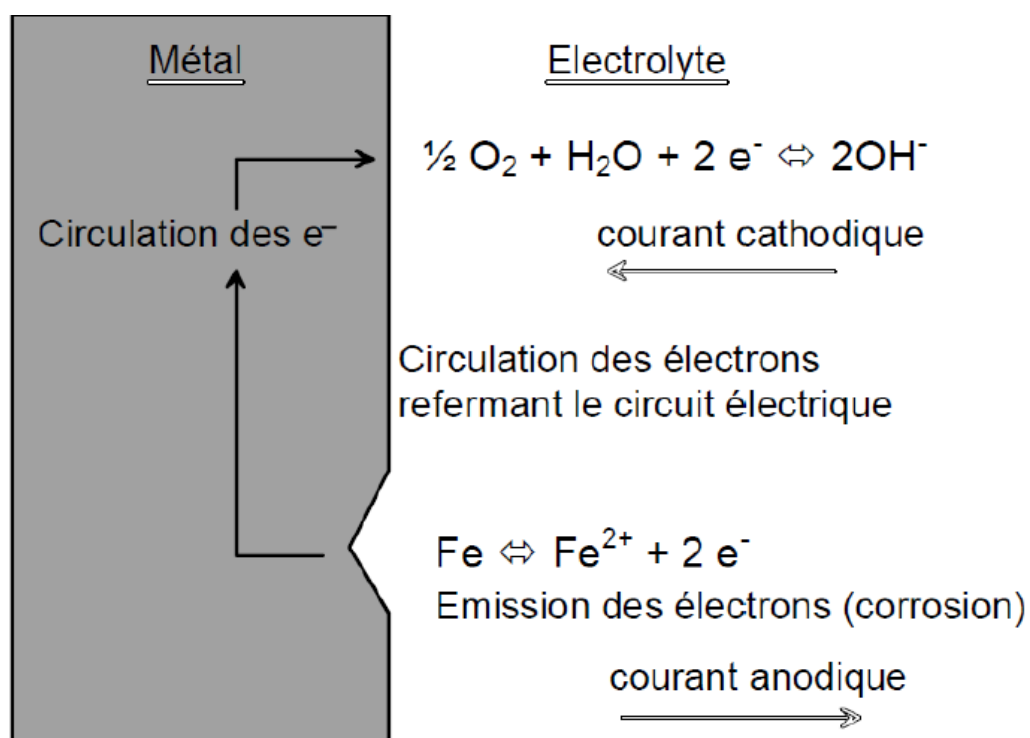 Métal
Electrolyte
½ O₂ + H₂O + 2 e⁻ ⇔ 2OH⁻
Circulation des e⁻
courant cathodique
Circulation des électrons
refermant le circuit électrique
Fe ⇔ Fe²⁺ + 2 e⁻
Emission des électrons (corrosion)
courant anodique